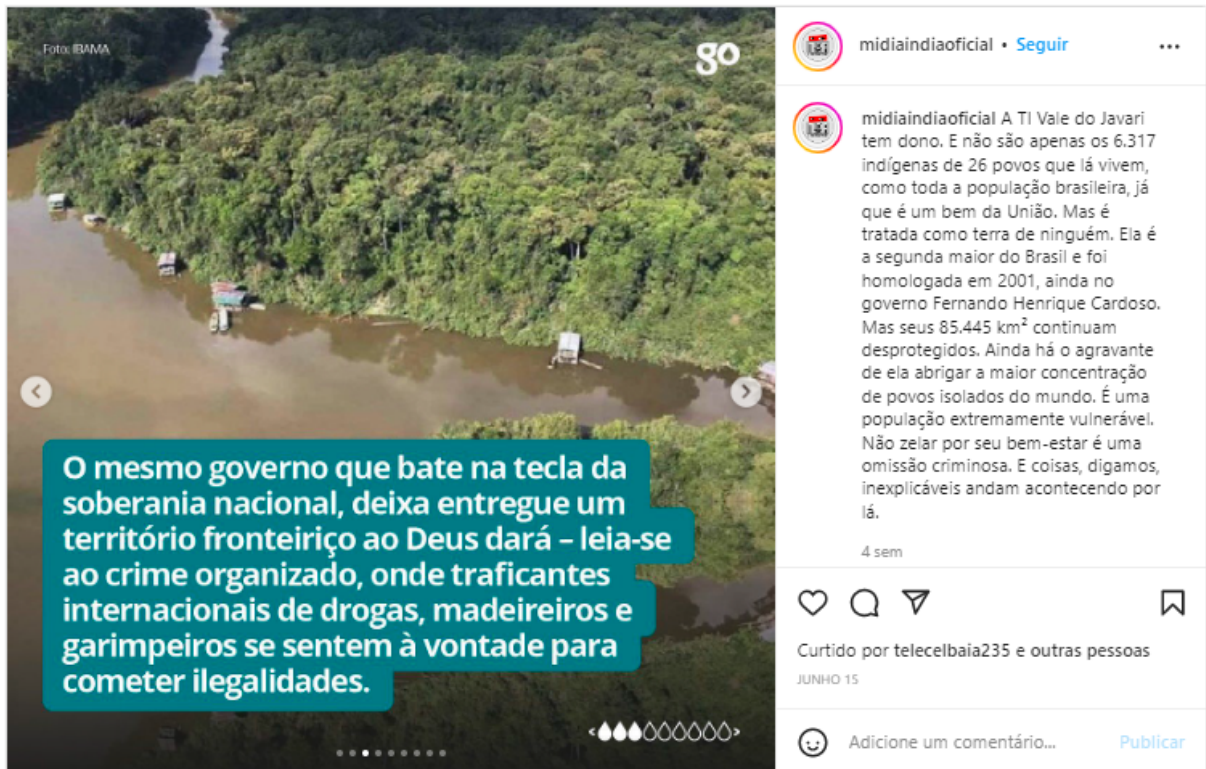 Foto: IBAMA
go
O mesmo governo que bate na tecla da
soberania nacional, deixa entregue um
território fronteiriço ao Deus dará – leia-se
ao crime organizado, onde traficantes
internacionais de drogas, madeireiros e
garimpeiros se sentem à vontade para
cometer ilegalidades.
midiaindiaoficial • Seguir
midiaindiaoficial A TI Vale do Javari
tem dono. E não são apenas os 6.317
indígenas de 26 povos que lá vivem,
como toda a população brasileira, já
que é um bem da União. Mas é
tratada como terra de ninguém. Ela é
a segunda maior do Brasil e foi
homologada em 2001, ainda no
governo Fernando Henrique Cardoso.
Mas seus 85.445 km² continuam
desprotegidos. Ainda há o agravante
de ela abrigar a maior concentração
de povos isolados do mundo. É uma
população extremamente vulnerável.
Não zelar por seu bem-estar é uma
omissão criminosa. E coisas, digamos,
inexplicáveis andam acontecendo por
lá.
4 sem
Curtido por telecelbaia235 e outras pessoas
JUNHO 15
Adicione um comentário... Publicar